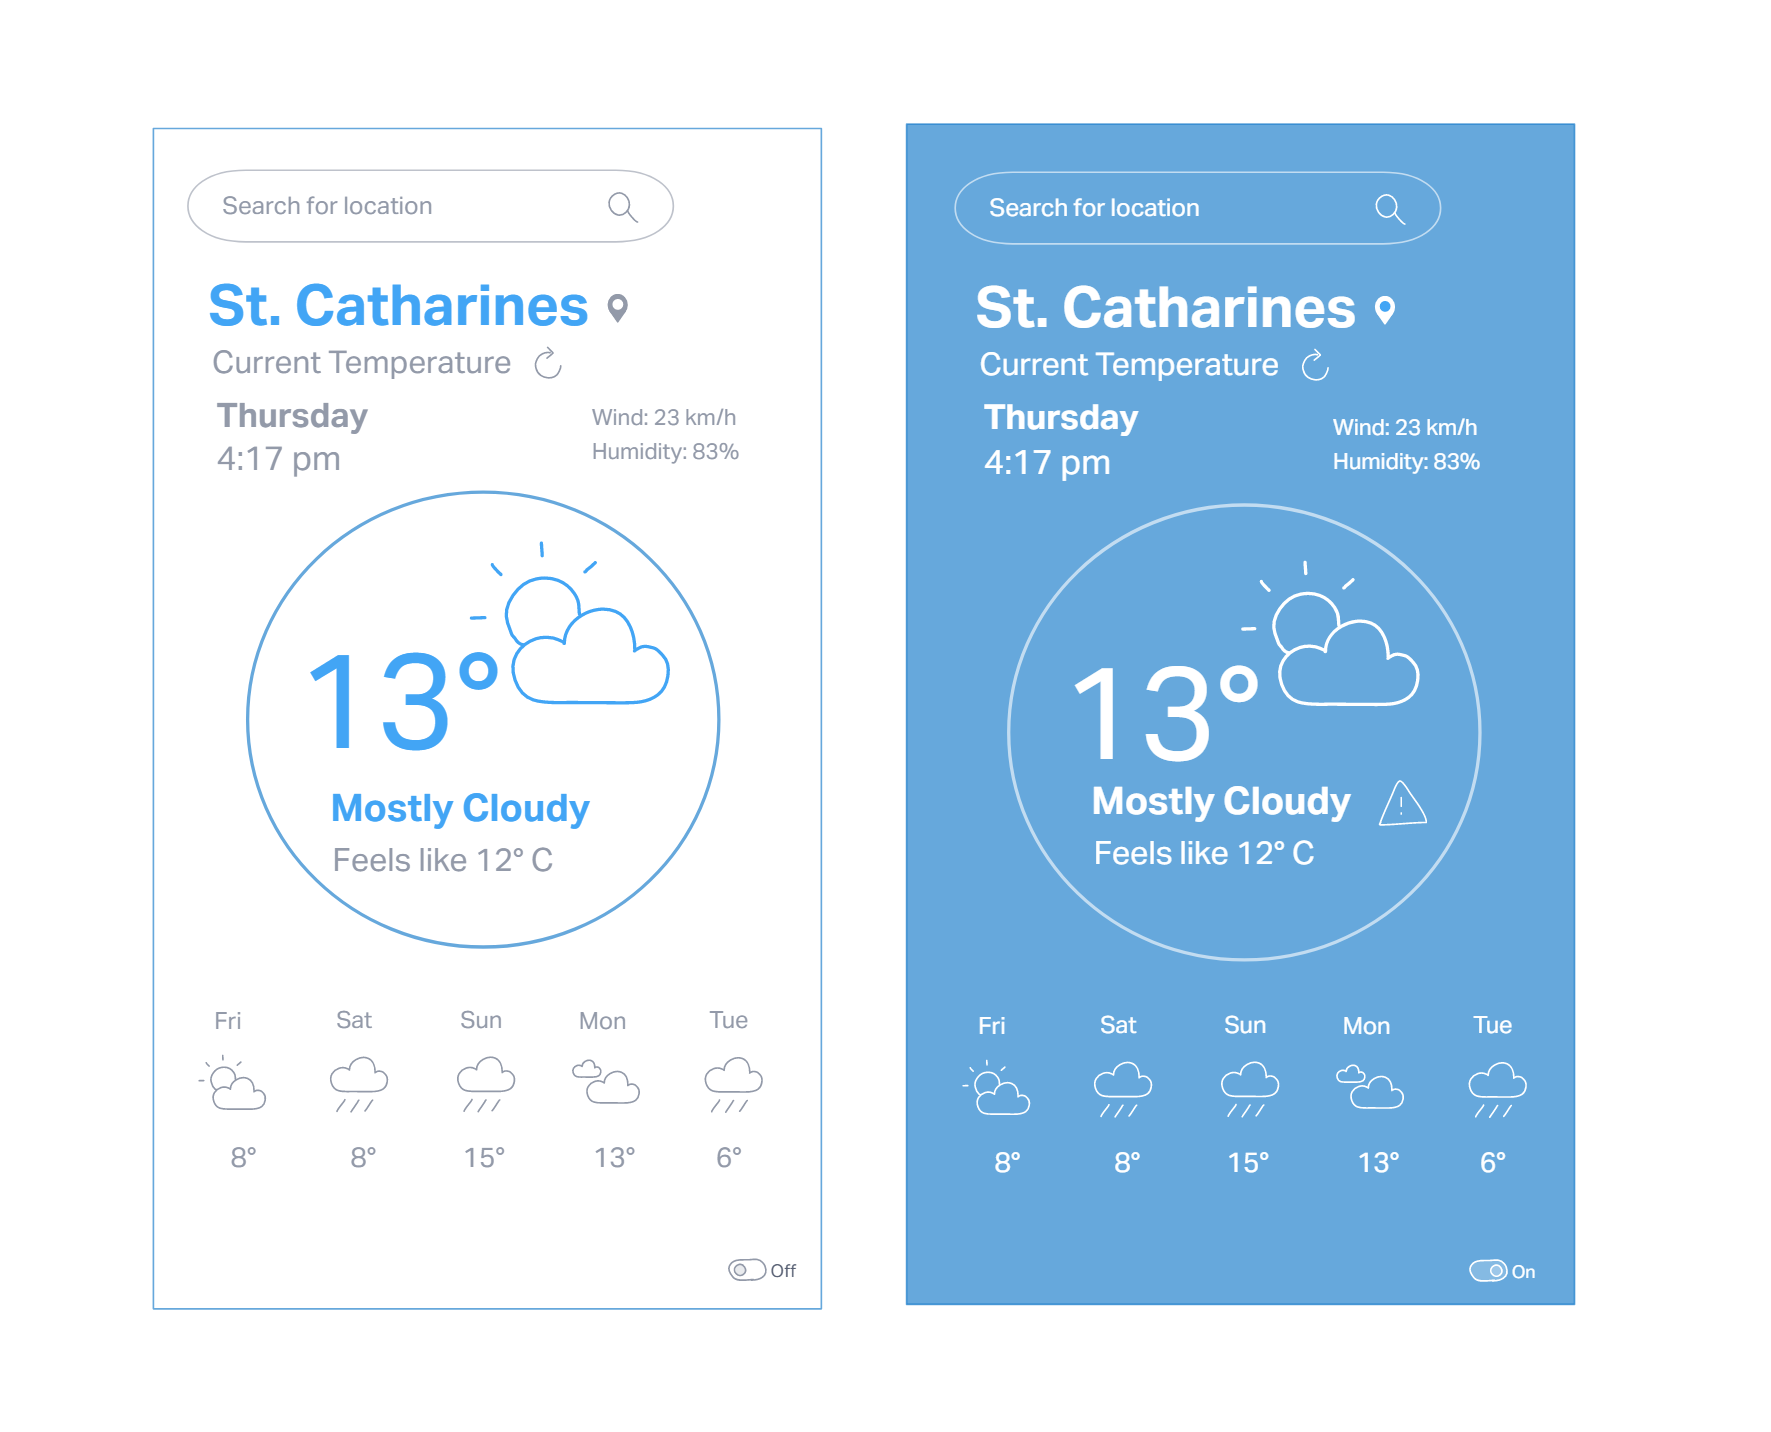 Search for location
St. Catharines
Current Temperature
Thursday
4:17 pm
Wind: 23 km/h
Humidity: 83%
13°
Mostly Cloudy
Feels like 12° C
Fri Sat Sun Mon Tue
8° 8° 15° 13° 6°
Off
Search for location
St. Catharines
Current Temperature
Thursday
4:17 pm
Wind: 23 km/h
Humidity: 83%
13°
Mostly Cloudy
Feels like 12° C
Fri Sat Sun Mon Tue
8° 8° 15° 13° 6°
On